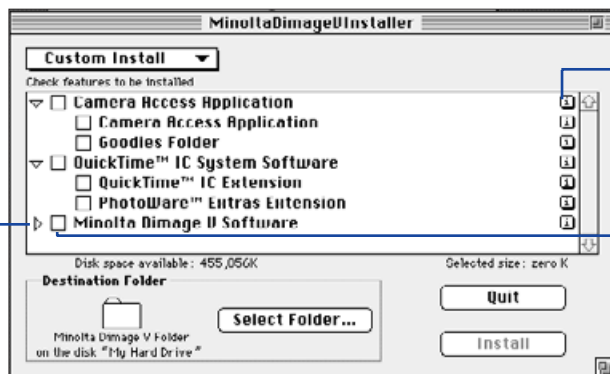 MinoltaDimageVInstaller
Custom Install
Check features to be installed
Camera Access Application
Camera Access Application
Goodies Folder
QuickTime™ IC System Software
QuickTime™ IC Extension
PhotoWare™ Extras Extension
Minolta Dimage V Software
Disk space available: 455,056K
Selected size: zero K
Destination Folder
Minolta Dimage V Folder
on the disk "My Hard Drive"
Select Folder...
Quit
Install